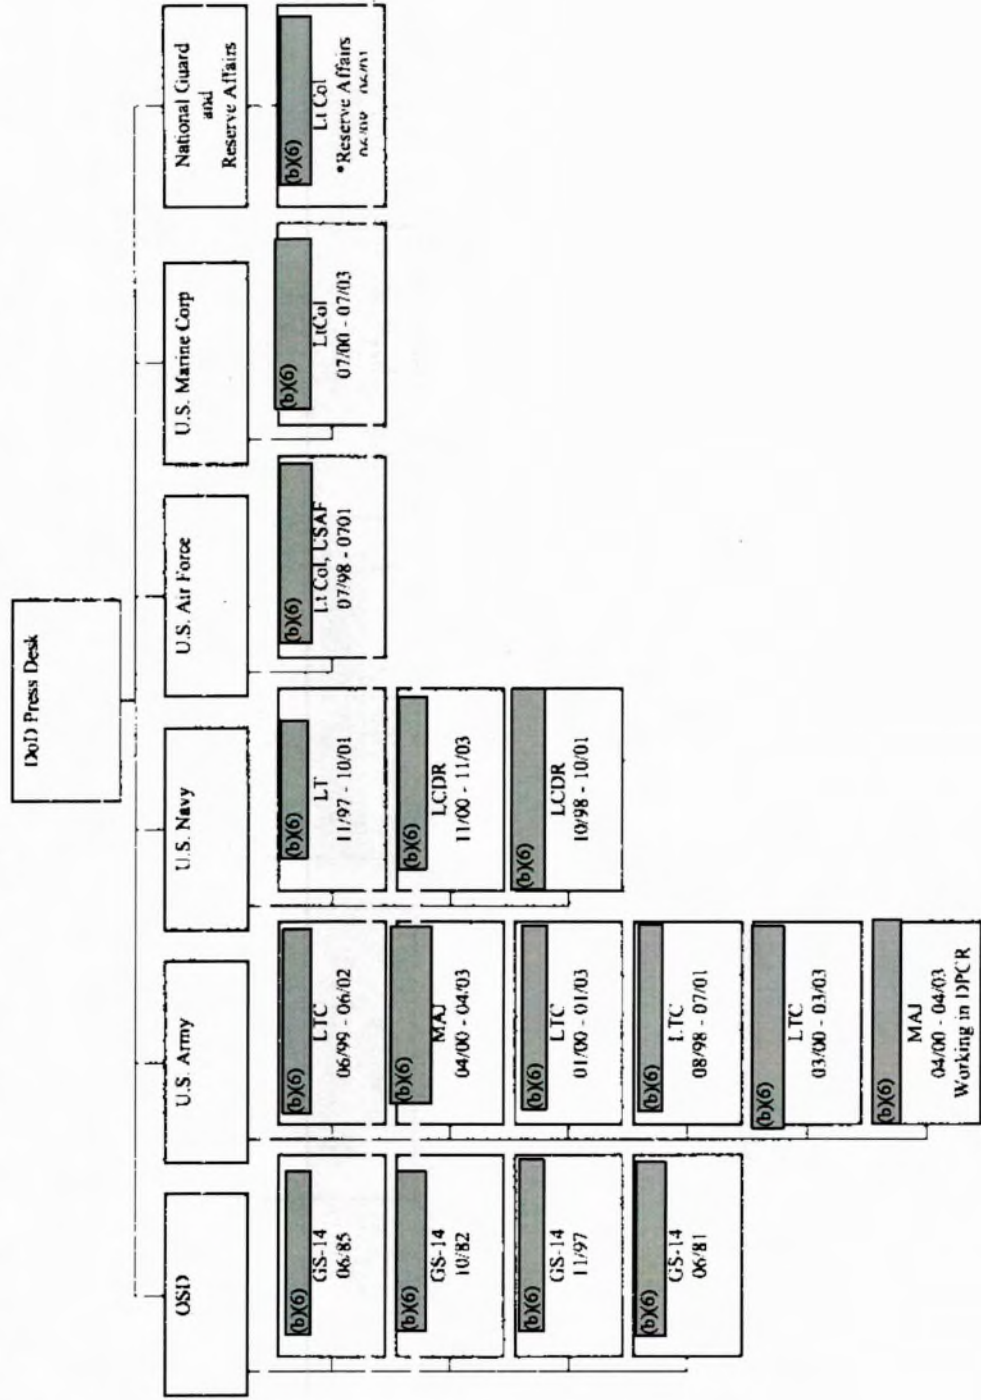 DoD Press Desk
OSD
(b)(6)
GS-14
06/85
(b)(6)
GS-14
10/82
(b)(6)
GS-14
11/97
(b)(6)
GS-14
06/81
U.S. Army
(b)(6)
LTC
06/99 - 06/02
(b)(6)
MAJ
04/00 - 04/03
(b)(6)
LTC
01/00 - 01/03
(b)(6)
LTC
08/98 - 07/01
(b)(6)
LTC
03/00 - 03/03
(b)(6)
MAJ
04/00 - 04/03
Working in DPCR
U.S. Navy
(b)(6)
LT
11/97 - 10/01
(b)(6)
LCDR
11/00 - 11/03
(b)(6)
LCDR
10/98 - 10/01
U.S. Air Force
(b)(6)
Lt Col, USAF
07/98 - 0701
U.S. Marine Corp
(b)(6)
LtCol
07/00 - 07/03
National Guard
and
Reserve Affairs
(b)(6)
Lt Col
*Reserve Affairs